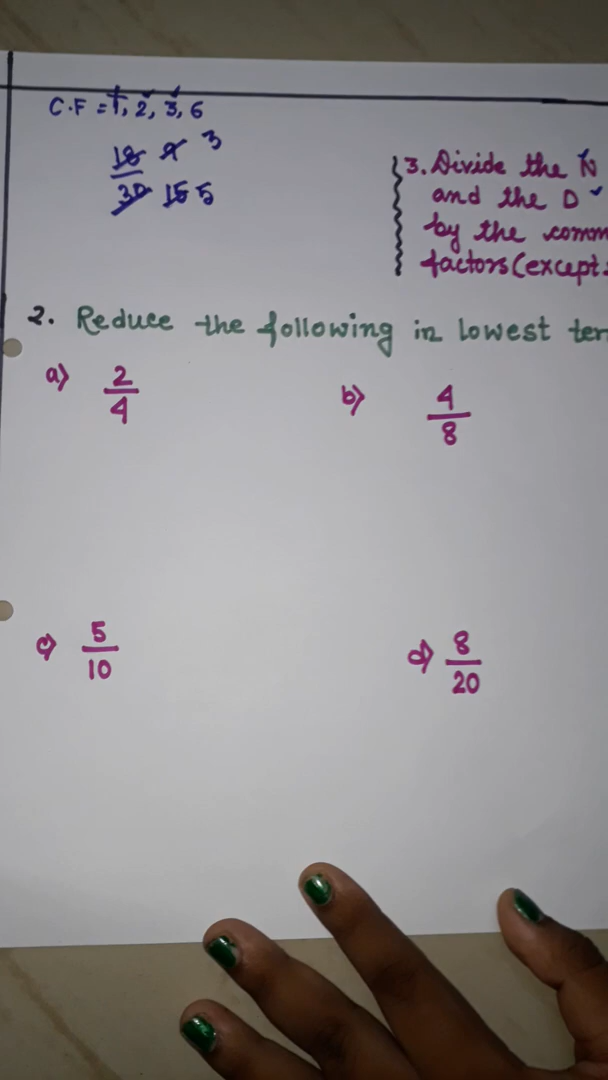 C.F = 1, 2, 3, 6
18 9 3
30 15 5
3. Divide the N
and the D
by the comm
factors (except
2. Reduce the following in lowest ter
a) 2/4
b) 4/8
c) 5/10
d) 8/20